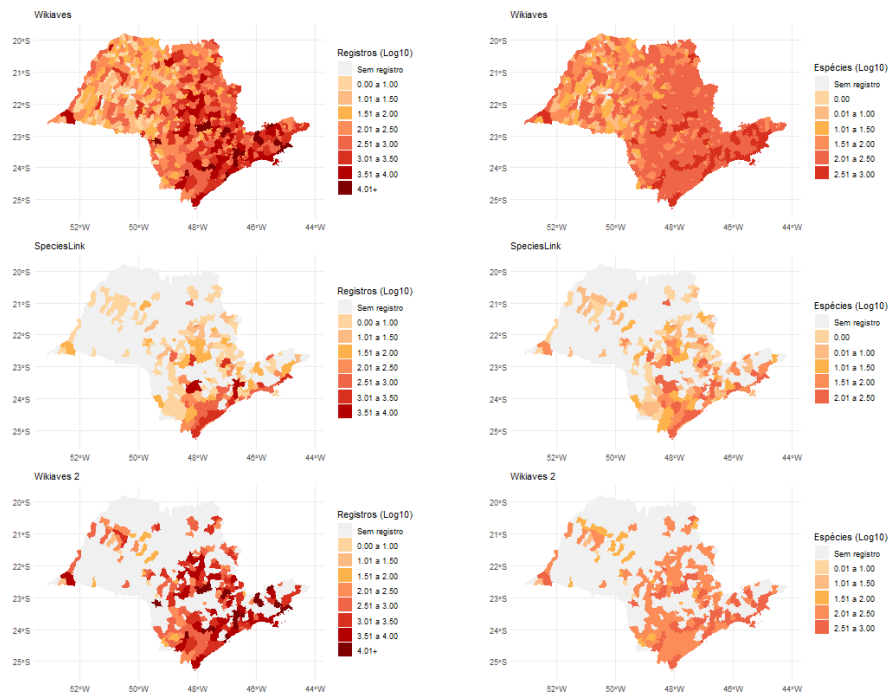 Wikiaves
20°S
21°S
22°S
23°S
24°S
25°S
52°W 50°W 48°W 46°W 44°W
Registros (Log10)
Sem registro
0.00 a 1.00
1.01 a 1.50
1.51 a 2.00
2.01 a 2.50
2.51 a 3.00
3.01 a 3.50
3.51 a 4.00
4.01+
Wikiaves
20°S
21°S
22°S
23°S
24°S
25°S
52°W 50°W 48°W 46°W 44°W
Espécies (Log10)
Sem registro
0.00
0.01 a 1.00
1.01 a 1.50
1.51 a 2.00
2.01 a 2.50
2.51 a 3.00
SpeciesLink
20°S
21°S
22°S
23°S
24°S
25°S
52°W 50°W 48°W 46°W 44°W
Registros (Log10)
Sem registro
0.00 a 1.00
1.01 a 1.50
1.51 a 2.00
2.01 a 2.50
2.51 a 3.00
3.01 a 3.50
3.51 a 4.00
SpeciesLink
20°S
21°S
22°S
23°S
24°S
25°S
52°W 50°W 48°W 46°W 44°W
Espécies (Log10)
Sem registro
0.00
0.01 a 1.00
1.01 a 1.50
1.51 a 2.00
2.01 a 2.50
Wikiaves 2
20°S
21°S
22°S
23°S
24°S
25°S
52°W 50°W 48°W 46°W 44°W
Registros (Log10)
Sem registro
0.00 a 1.00
1.01 a 1.50
1.51 a 2.00
2.01 a 2.50
2.51 a 3.00
3.01 a 3.50
3.51 a 4.00
4.01+
Wikiaves 2
20°S
21°S
22°S
23°S
24°S
25°S
52°W 50°W 48°W 46°W 44°W
Espécies (Log10)
Sem registro
0.01 a 1.00
1.01 a 1.50
1.51 a 2.00
2.01 a 2.50
2.51 a 3.00